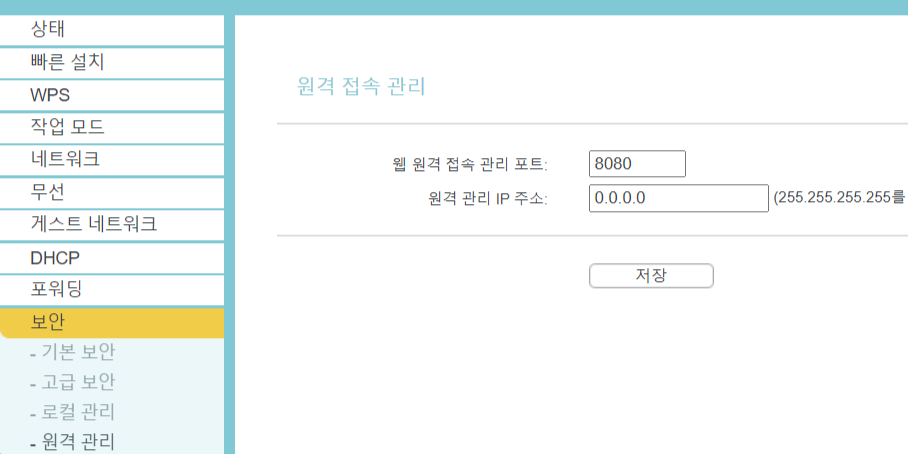 상태
빠른 설치
WPS
작업 모드
네트워크
무선
게스트 네트워크
DHCP
포워딩
보안
- 기본 보안
- 고급 보안
- 로컬 관리
- 원격 관리
원격 접속 관리
웹 원격 접속 관리 포트: 8080
원격 관리 IP 주소: 0.0.0.0 (255.255.255.255를
저장